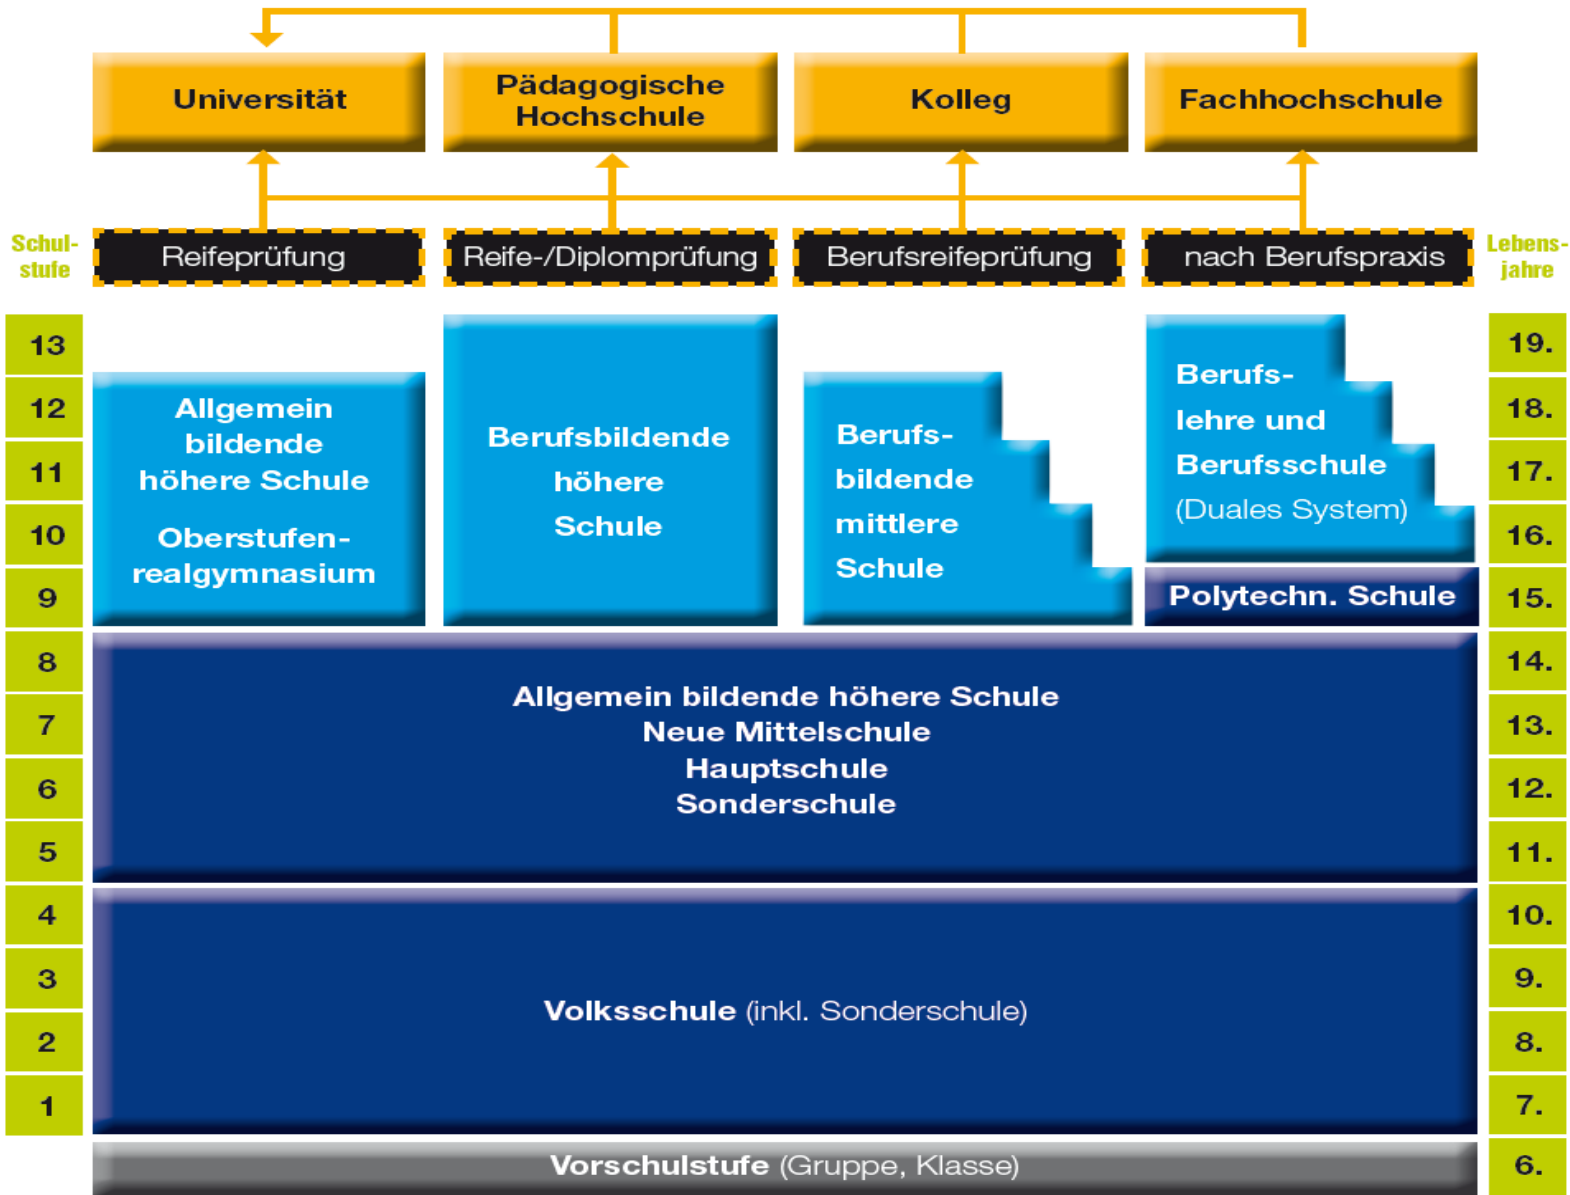 Universität
Pädagogische
Hochschule
Kolleg
Fachhochschule
Schul-
stufe
Reifeprüfung
Reife-/Diplomprüfung
Berufsreifeprüfung
nach Berufspraxis
Lebens-
jahre
13
12
11
10
9
8
7
6
5
4
3
2
1
Allgemein
bildende
höhere Schule
Oberstufen-
realgymnasium
Berufsbildende
höhere
Schule
Berufs-
bildende
mittlere
Schule
Berufs-
lehre und
Berufsschule
(Duales System)
Polytechn. Schule
Allgemein bildende höhere Schule
Neue Mittelschule
Hauptschule
Sonderschule
Volksschule (inkl. Sonderschule)
Vorschulstufe (Gruppe, Klasse)
19.
18.
17.
16.
15.
14.
13.
12.
11.
10.
9.
8.
7.
6.